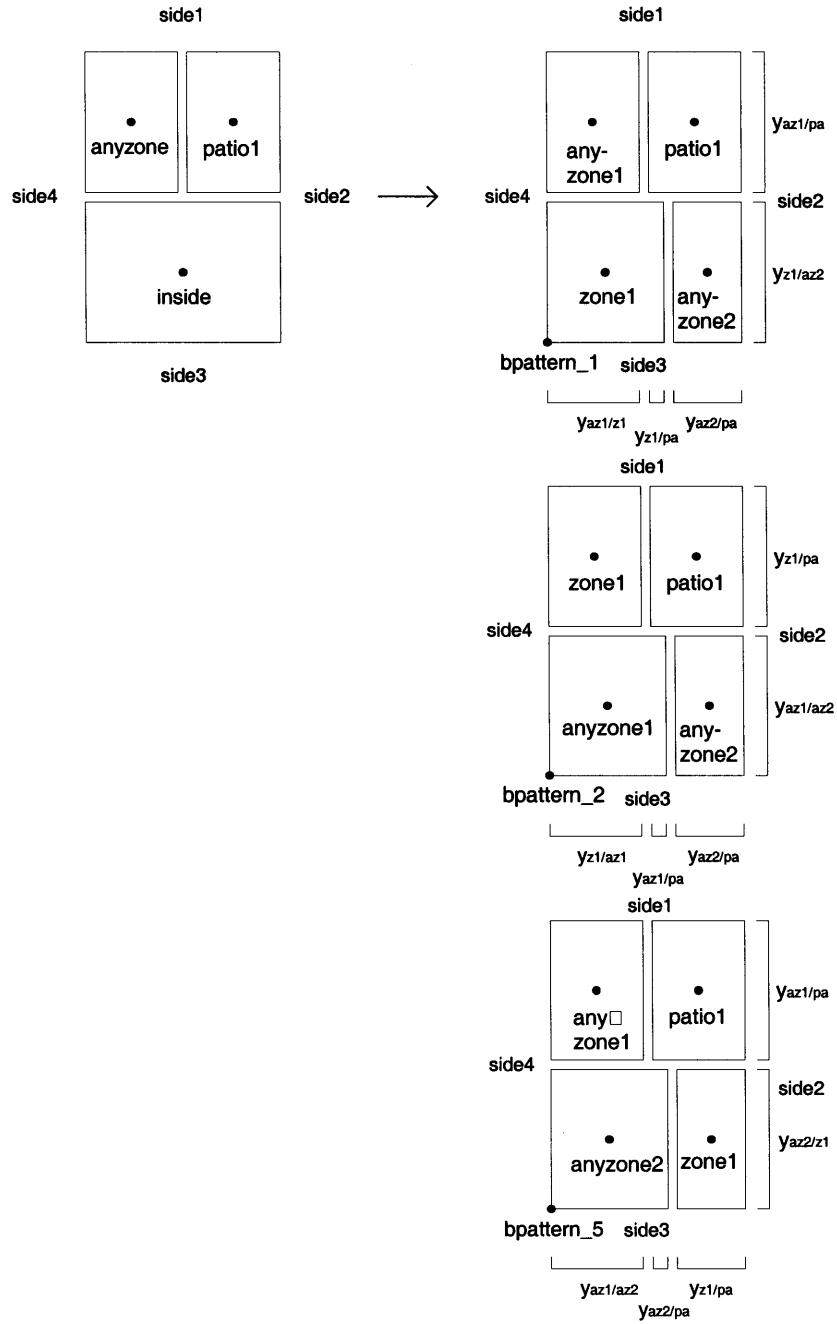 side1
anyzone patio1
side4 side2
inside
side3
side1
any-
zone1
patio1
yaz1/pa
side4 side2
zone1
any-
zone2
yz1/az2
bpattern_1 side3
yaz1/z1 yaz2/pa
yz1/pa
side1
zone1 patio1
yz1/pa
side4 side2
anyzone1
any-
zone2
yaz1/az2
bpattern_2 side3
yz1/az1 yaz2/pa
yaz1/pa
side1
any□
zone1
patio1
yaz1/pa
side4 side2
anyzone2 zone1
yaz2/z1
bpattern_5 side3
yaz1/az2 yz1/pa
yaz2/pa